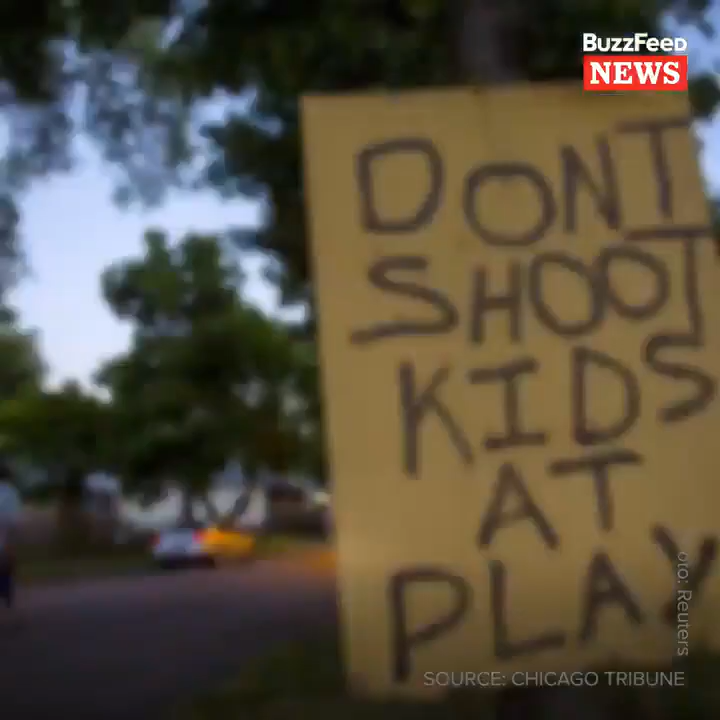 BuzzFeed
NEWS
DONT
SHOOT
KIDS
AT
PLAY
oto: Reuters
SOURCE: CHICAGO TRIBUNE